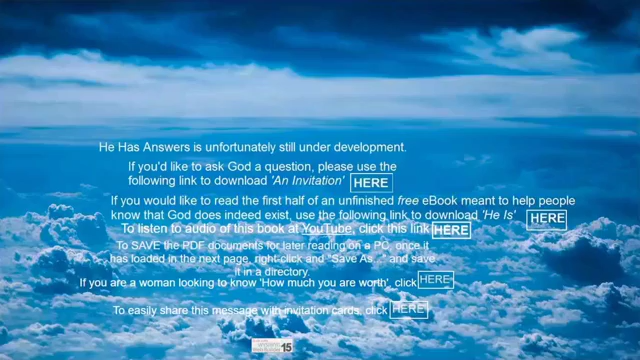 He Has Answers is unfortunately still under development.
If you'd like to ask God a question, please use the
following link to download 'An Invitation' HERE
If you would like to read the first half of an unfinished free eBook meant to help people
know that God does indeed exist, use the following link to download 'He Is' HERE
To listen to audio of this book at YouTube, click this link HERE
To SAVE the PDF documents for later reading on a PC, once it
has loaded in the next page, right-click and "Save As..." and save
it in a directory.
If you are a woman looking to know 'How much you are worth', click HERE
To easily share this message with invitation cards, click HERE
15